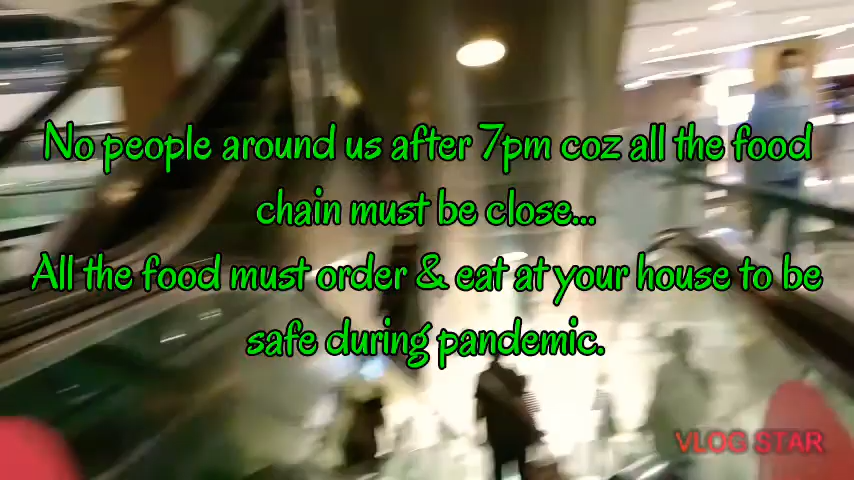 No people around us after 7pm coz all the food
chain must be close...
All the food must order & eat at your house to be
safe during pandemic.
VLOG STAR